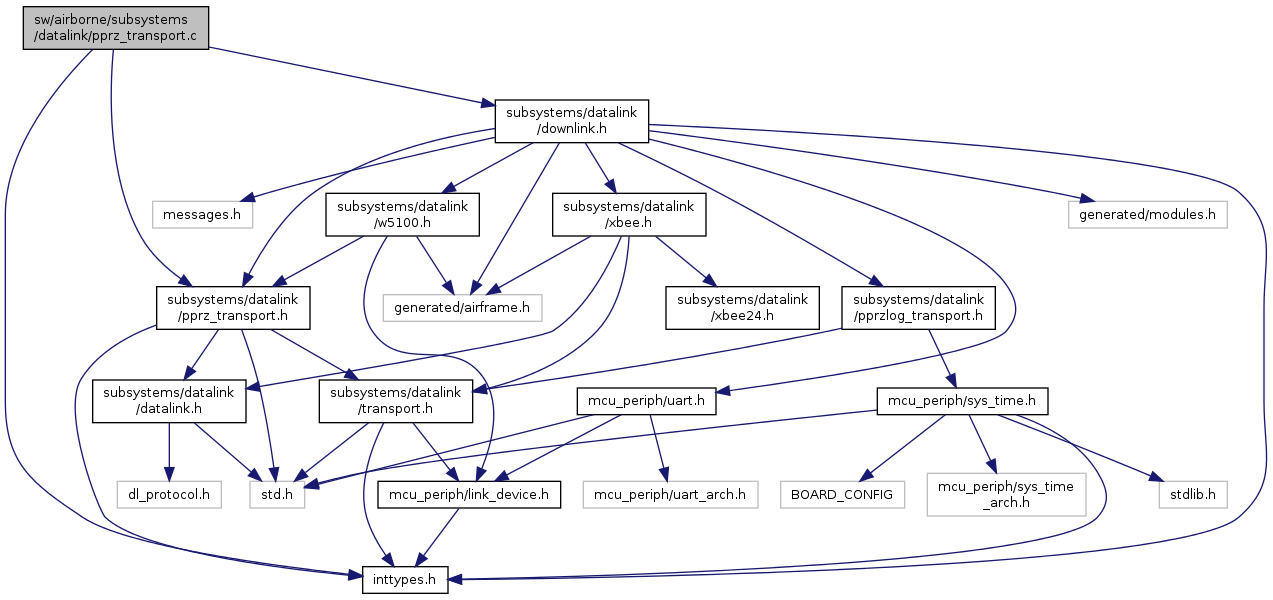 sw/airborne/subsystems
/datalink/pprz_transport.c
subsystems/datalink
/downlink.h
messages.h
subsystems/datalink
/w5100.h
subsystems/datalink
/xbee.h
generated/modules.h
subsystems/datalink
/pprz_transport.h
generated/airframe.h
subsystems/datalink
/xbee24.h
subsystems/datalink
/pprzlog_transport.h
subsystems/datalink
/datalink.h
subsystems/datalink
/transport.h
mcu_periph/uart.h
mcu_periph/sys_time.h
dl_protocol.h
std.h
mcu_periph/link_device.h
mcu_periph/uart_arch.h
BOARD_CONFIG
mcu_periph/sys_time
_arch.h
stdlib.h
inttypes.h